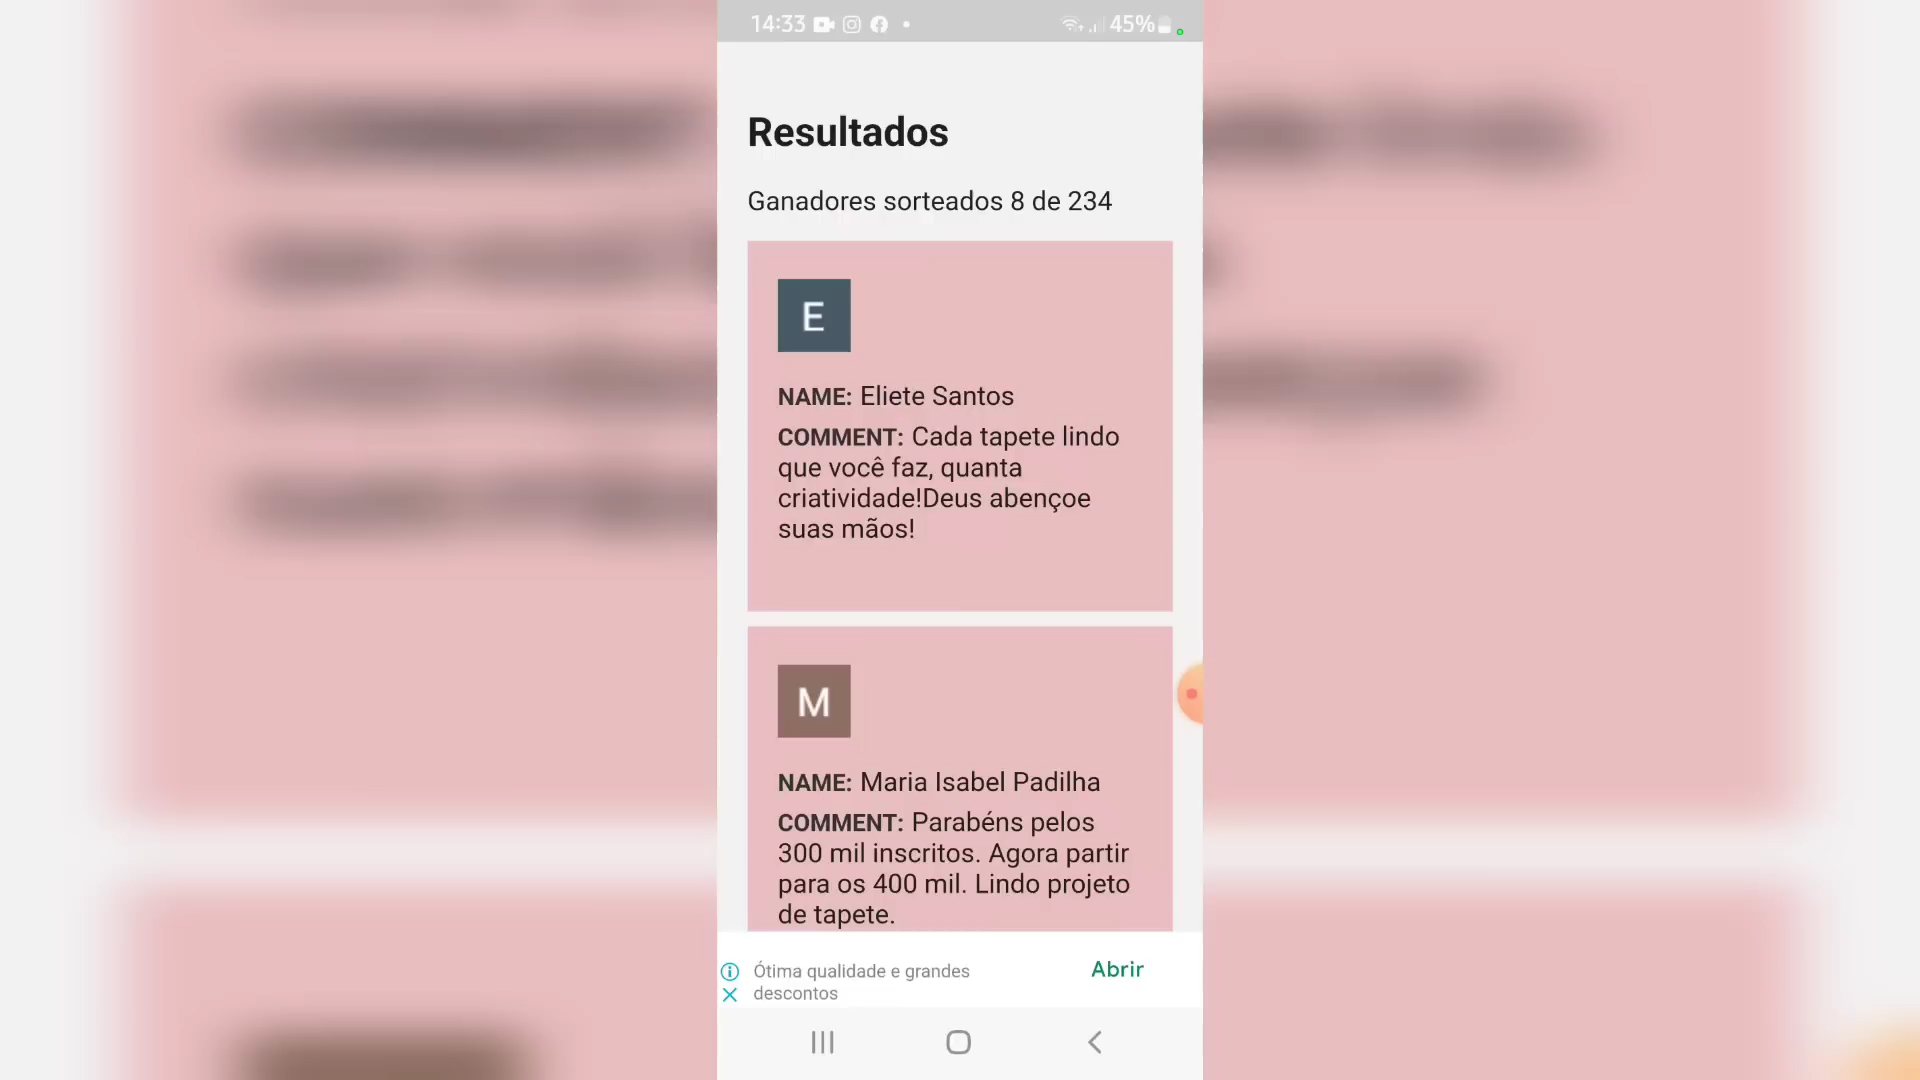 14:33
45%
Resultados
Ganadores sorteados 8 de 234
E
NAME: Eliete Santos
COMMENT: Cada tapete lindo
que você faz, quanta
criatividade!Deus abençoe
suas mãos!
M
NAME: Maria Isabel Padilha
COMMENT: Parabéns pelos
300 mil inscritos. Agora partir
para os 400 mil. Lindo projeto
de tapete.
Ótima qualidade e grandes
descontos
Abrir